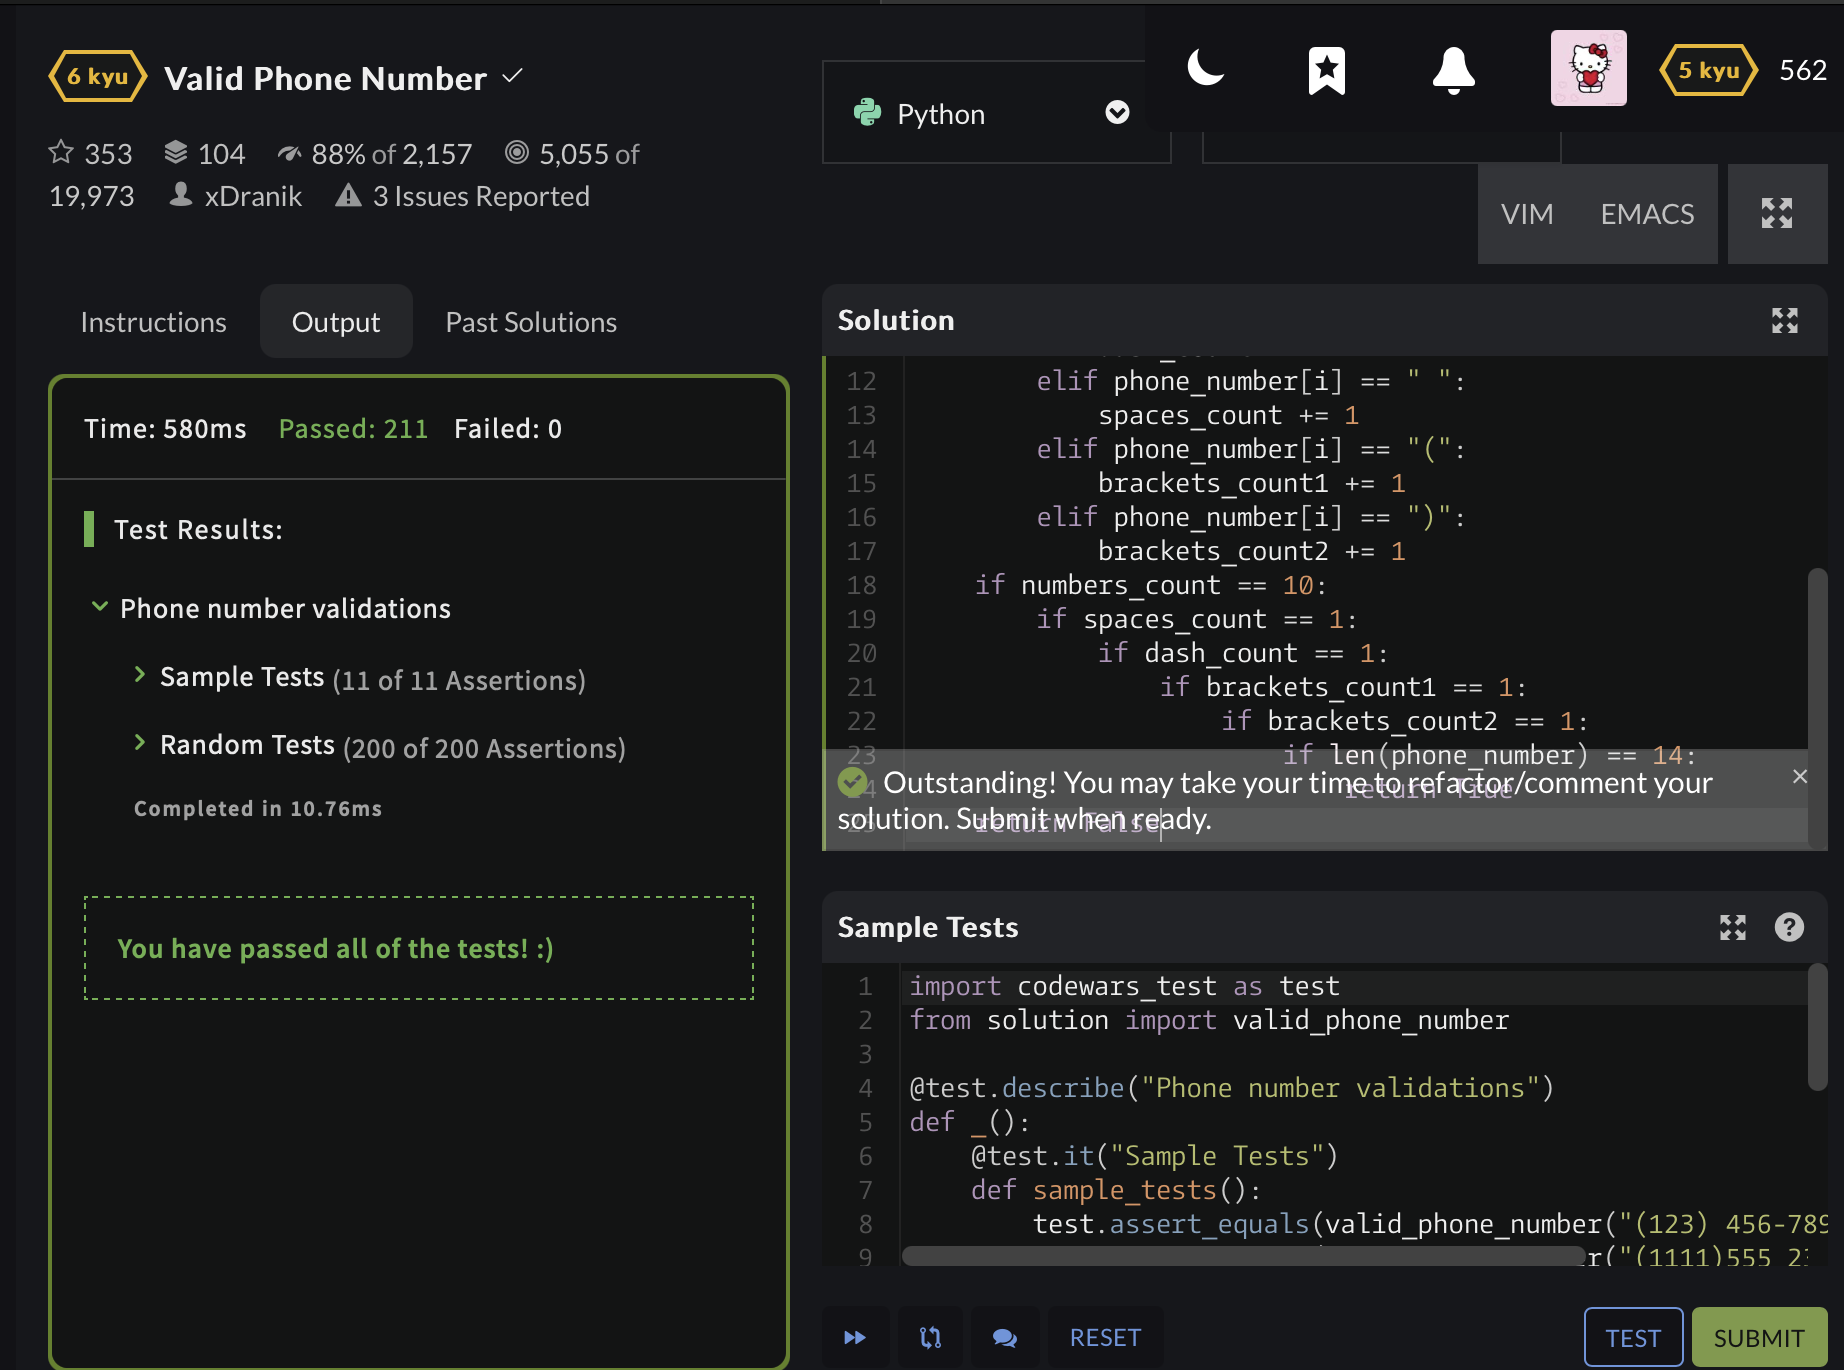 6 kyu Valid Phone Number
353 104 88% of 2,157 5,055 of
19,973 xDranik 3 Issues Reported
Instructions Output Past Solutions
Time: 580ms Passed: 211 Failed: 0
Test Results:
Phone number validations
Sample Tests (11 of 11 Assertions)
Random Tests (200 of 200 Assertions)
Completed in 10.76ms
You have passed all of the tests! :)
Python
5 kyu 562
VIM EMACS
Solution
12 elif phone_number[i] == " ":
13 spaces_count += 1
14 elif phone_number[i] == "(":
15 brackets_count1 += 1
16 elif phone_number[i] == ")":
17 brackets_count2 += 1
18 if numbers_count == 10:
19 if spaces_count == 1:
20 if dash_count == 1:
21 if brackets_count1 == 1:
22 if brackets_count2 == 1:
23 if len(phone_number) == 14:
24 return True
25 return False
Outstanding! You may take your time to refactor/comment your
solution. Submit when ready.
Sample Tests
1 import codewars_test as test
2 from solution import valid_phone_number
3
4 @test.describe("Phone number validations")
5 def _():
6 @test.it("Sample Tests")
7 def sample_tests():
8 test.assert_equals(valid_phone_number("(123) 456-789
9 r("(1111)555 23
RESET TEST SUBMIT